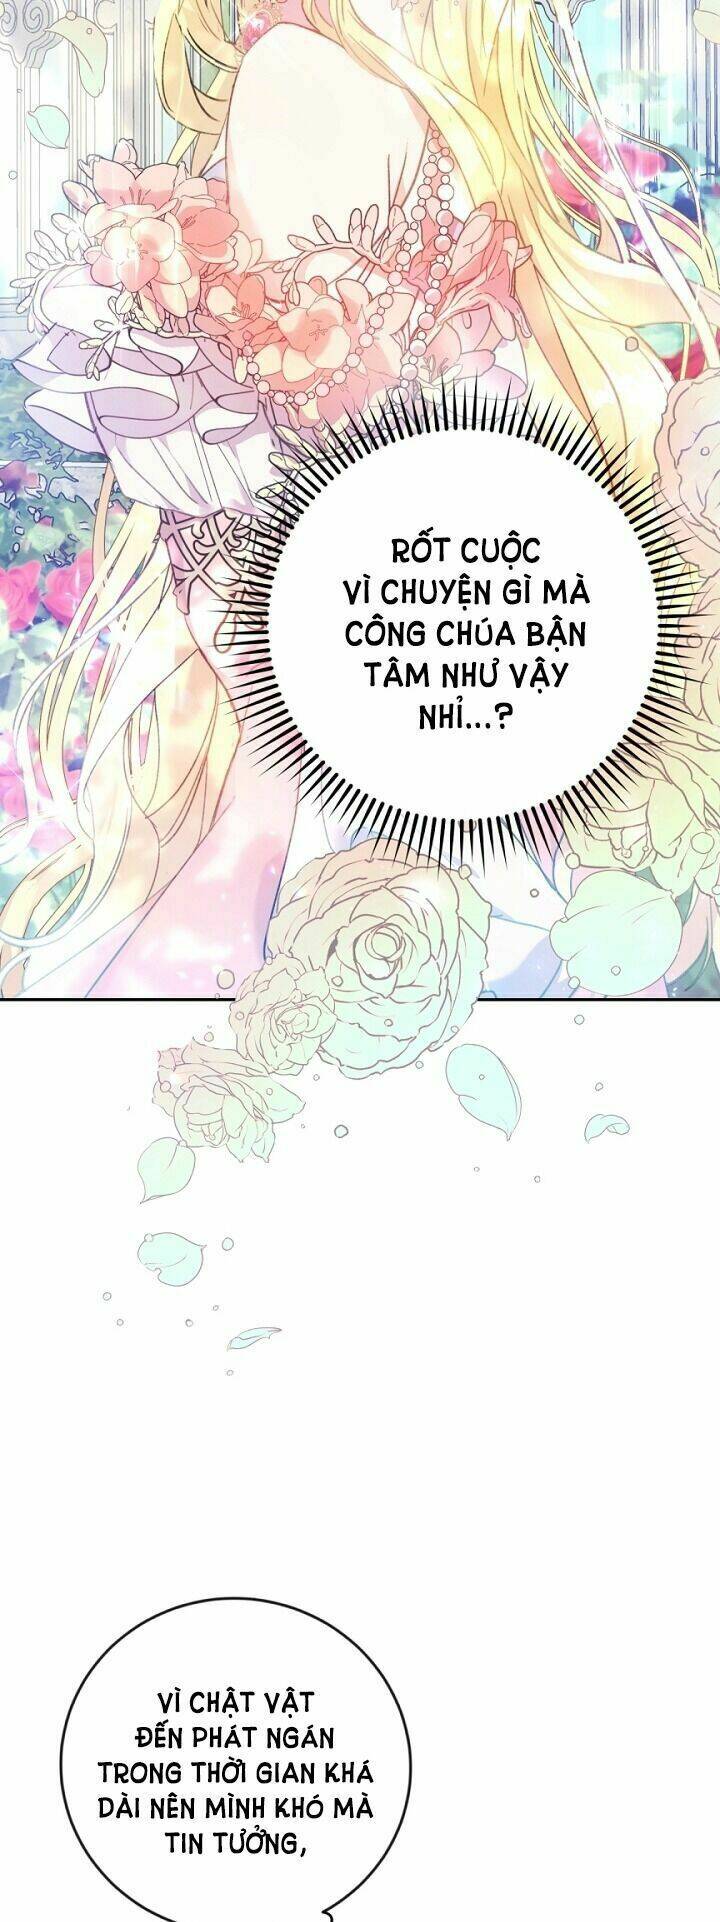 RỐT CUỘC
VÌ CHUYỆN GÌ MÀ
CÔNG CHÚA BẬN
TÂM NHƯ VẬY
NHỈ...?
VÌ CHẬT VẬT
ĐẾN PHÁT NGÁN
TRONG THỜI GIAN KHÁ
DÀI NÊN MÌNH KHÓ MÀ
TIN TƯỞNG,